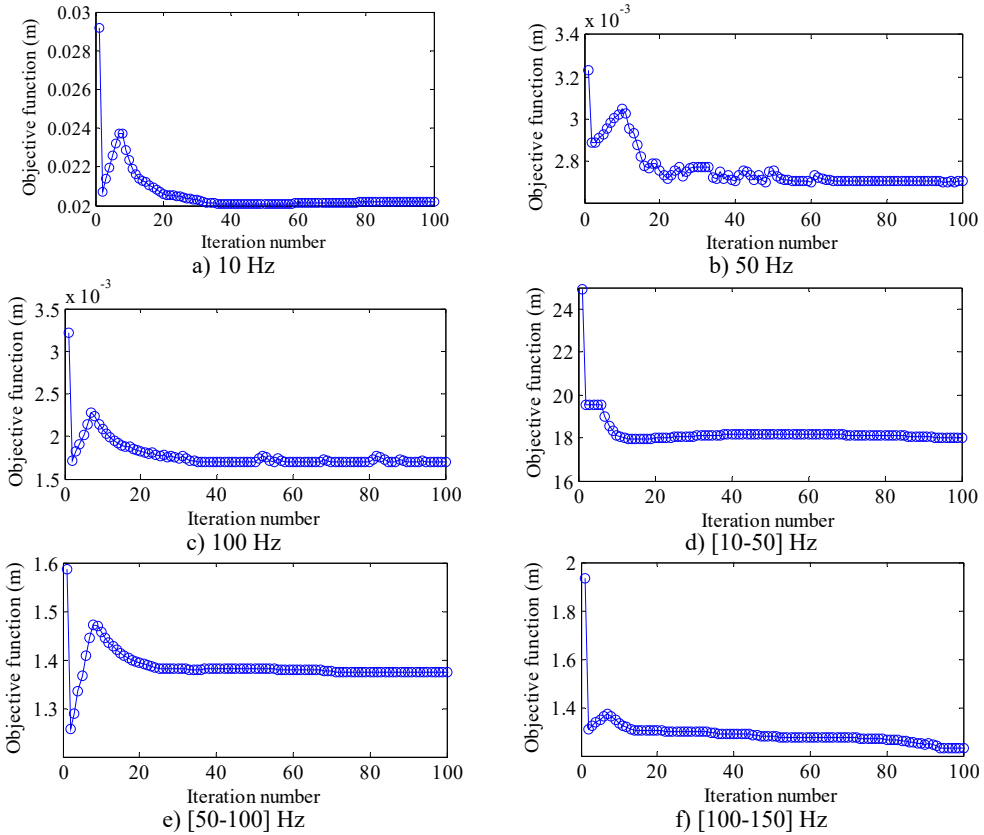 0.03
0.028
0.026
0.024
0.022
0.02
0 20 40 60 80 100
Objective function (m)
Iteration number
a) 10 Hz
x 10-3
3.4
3.2
3
2.8
0 20 40 60 80 100
Objective function (m)
Iteration number
b) 50 Hz
x 10-3
3.5
3
2.5
2
1.5
0 20 40 60 80 100
Objective function (m)
Iteration number
c) 100 Hz
24
22
20
18
16
0 20 40 60 80 100
Objective function (m)
Iteration number
d) [10-50] Hz
1.6
1.5
1.4
1.3
0 20 40 60 80 100
Objective function (m)
Iteration number
e) [50-100] Hz
2
1.8
1.6
1.4
0 20 40 60 80 100
Objective function (m)
Iteration number
f) [100-150] Hz